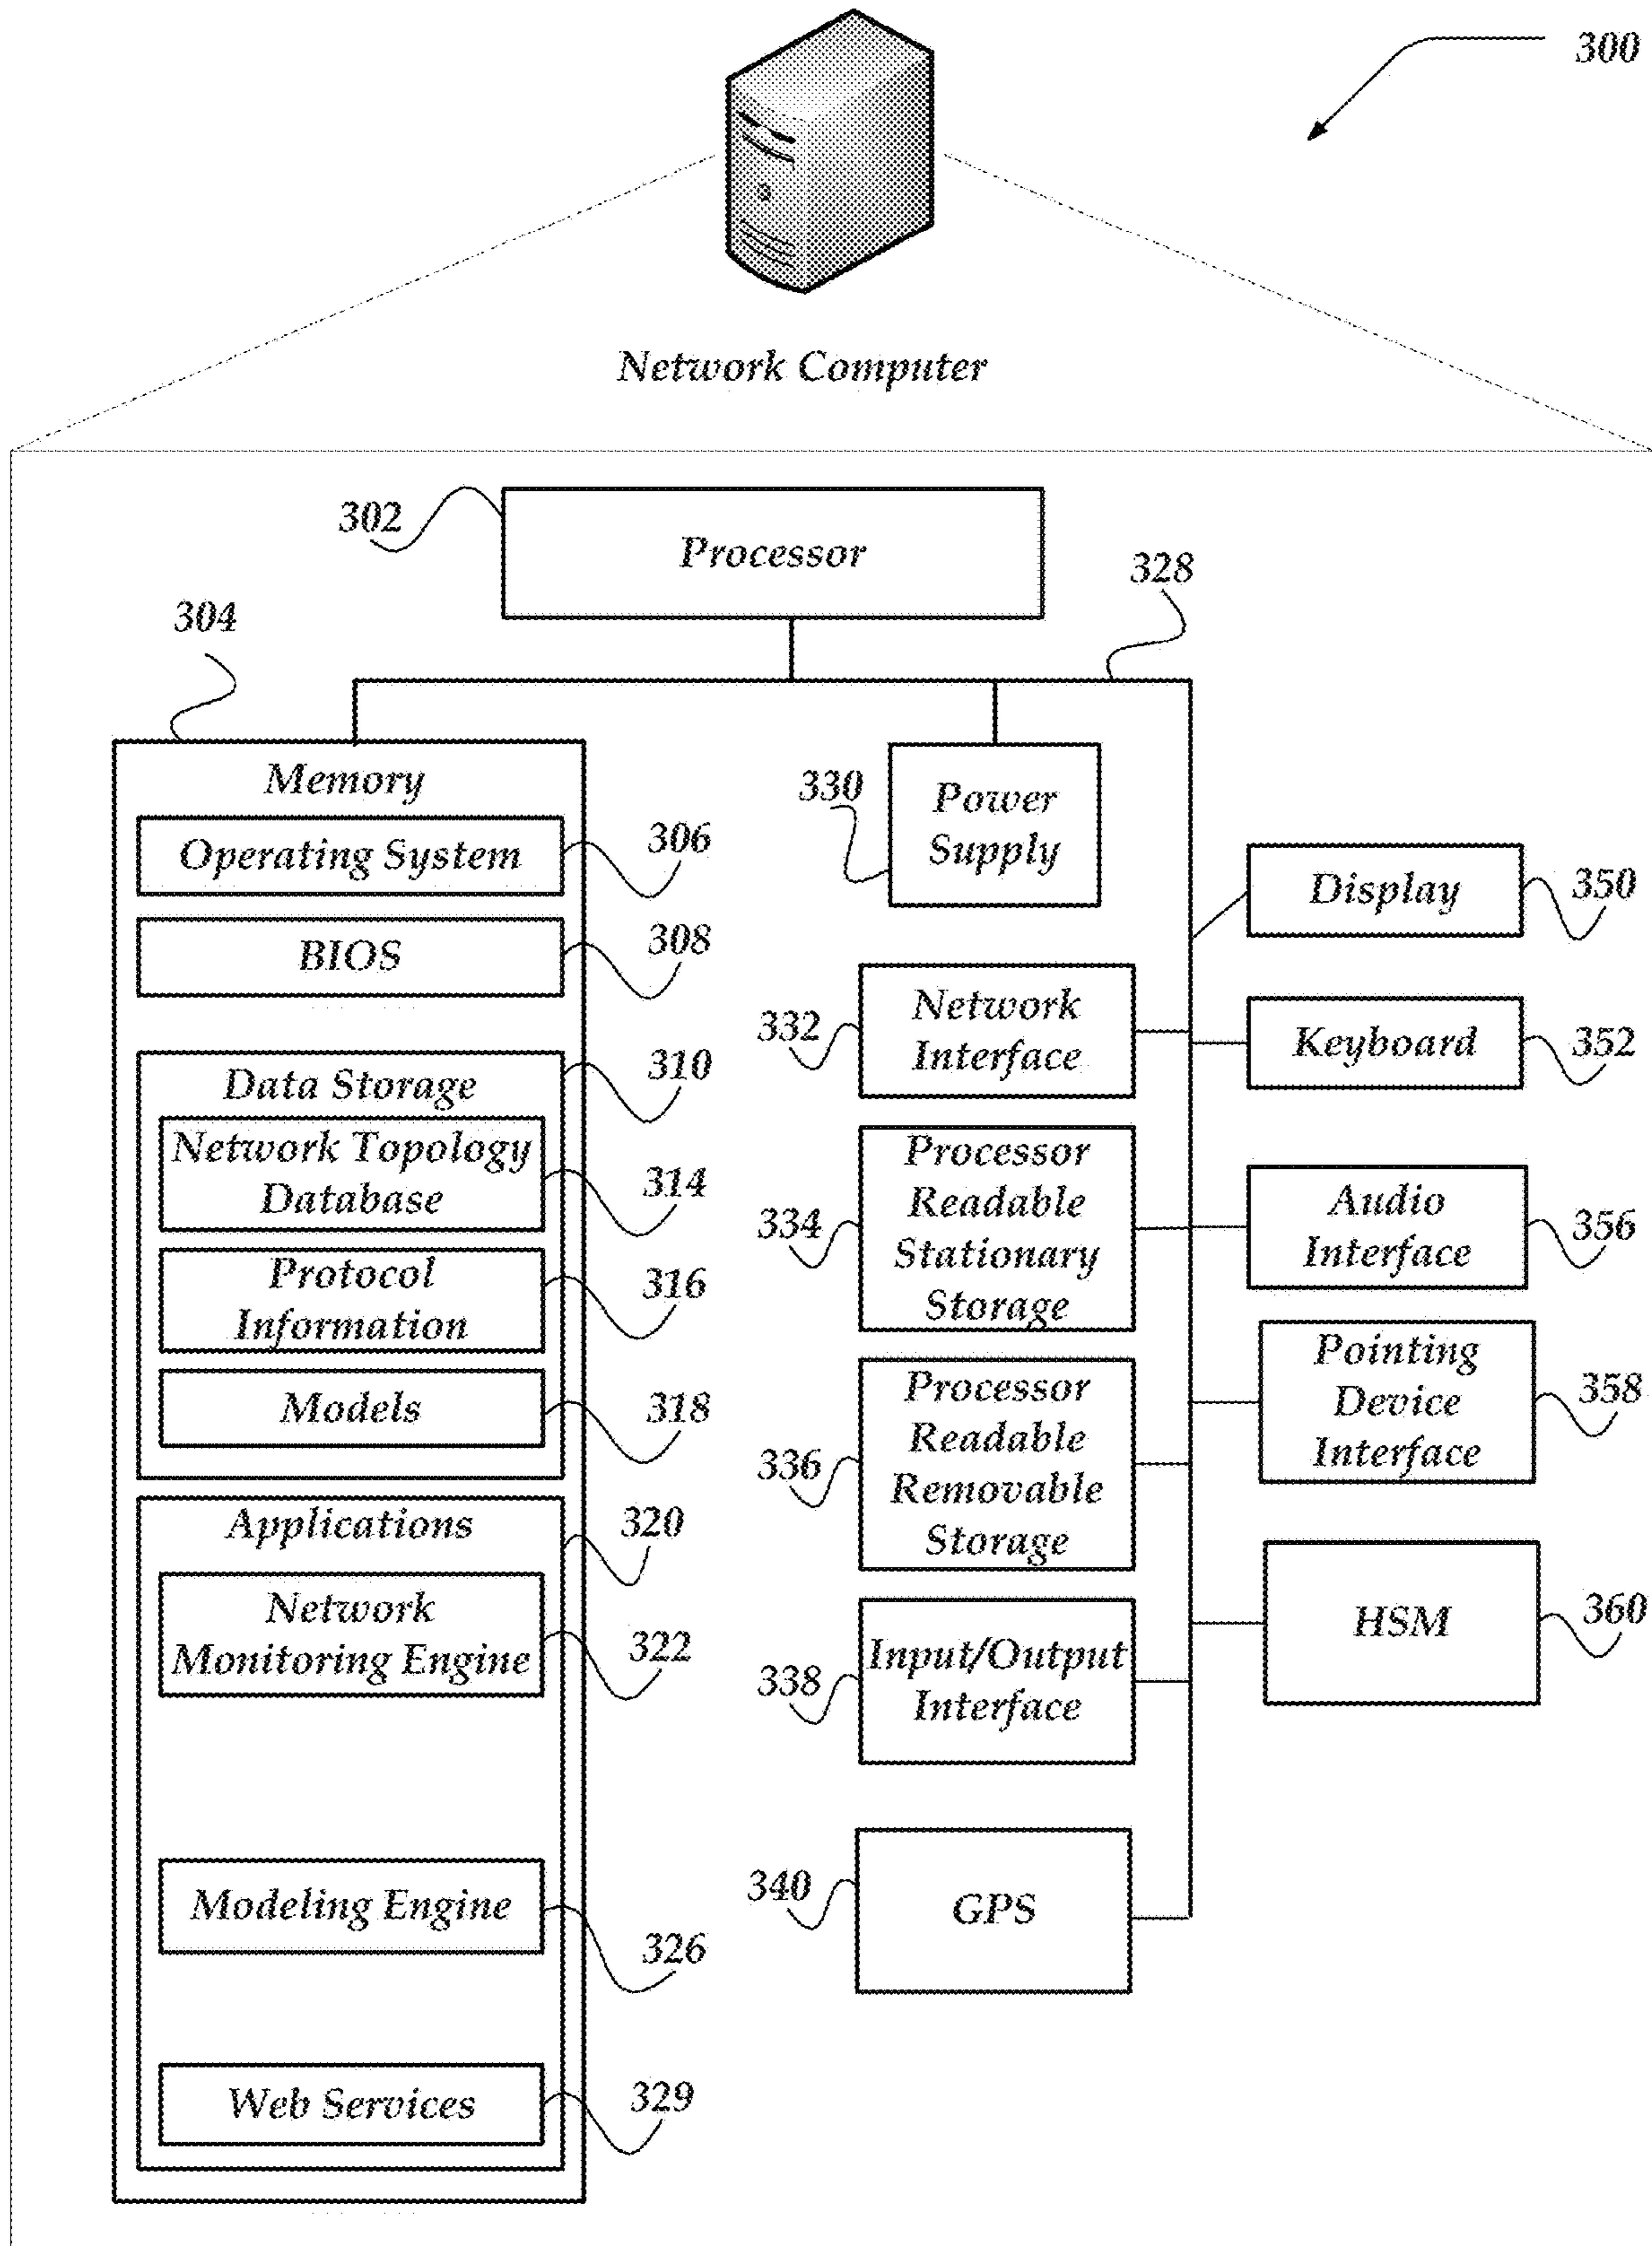 300
Network Computer
302
Processor
328
304
Memory
Operating System
306
BIOS
308
Data Storage
310
Network Topology
Database
314
Protocol
Information
316
Models
318
Applications
320
Network
Monitoring Engine
322
Modeling Engine
326
Web Services
329
330
Power
Supply
332
Network
Interface
334
Processor
Readable
Stationary
Storage
336
Processor
Readable
Removable
Storage
338
Input/Output
Interface
340
GPS
Display
350
Keyboard
352
Audio
Interface
356
Pointing
Device
Interface
358
HSM
360